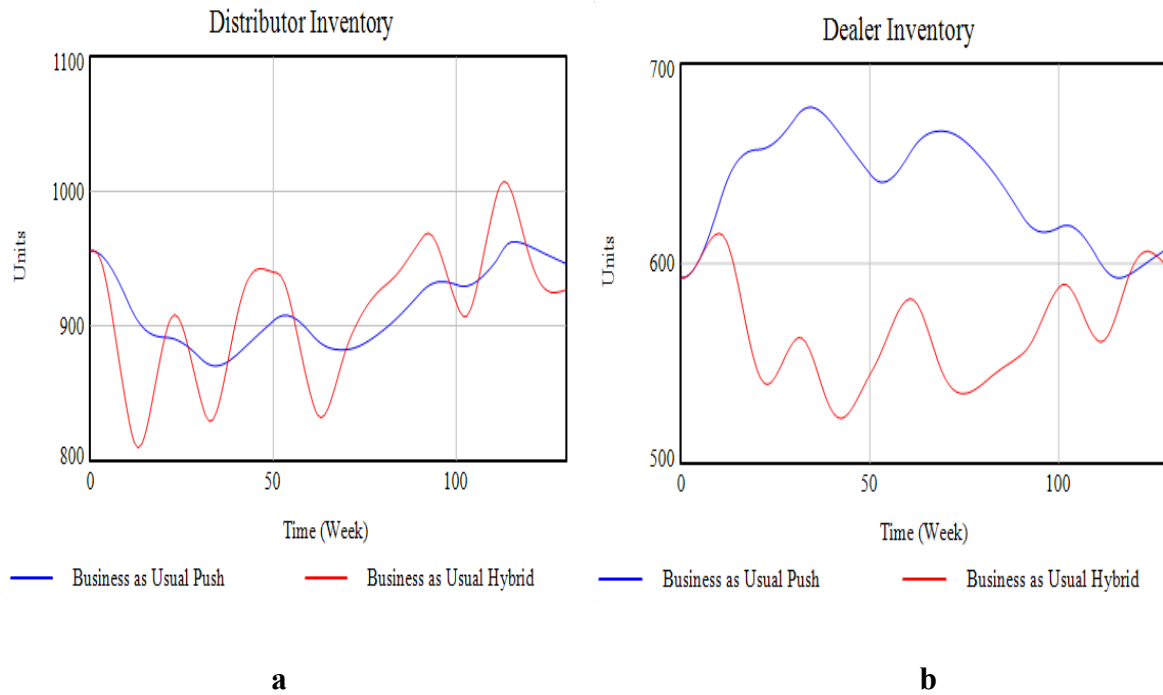 Distributor Inventory
1100
1000
900
800
Units
0
50
100
Time (Week)
Business as Usual Push
Business as Usual Hybrid
a
Dealer Inventory
700
600
500
Units
0
50
100
Time (Week)
Business as Usual Push
Business as Usual Hybrid
b